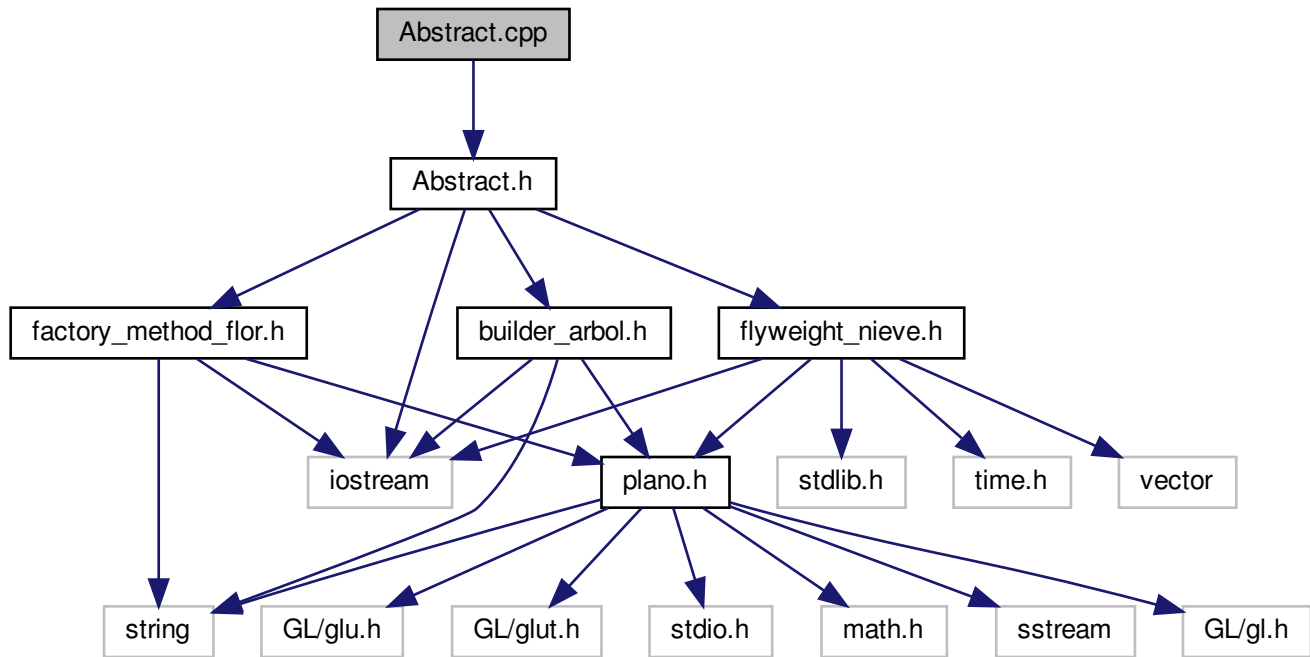 Abstract.cpp
Abstract.h
factory_method_flor.h
builder_arbol.h
flyweight_nieve.h
iostream
plano.h
stdlib.h
time.h
vector
string
GL/glu.h
GL/glut.h
stdio.h
math.h
sstream
GL/gl.h